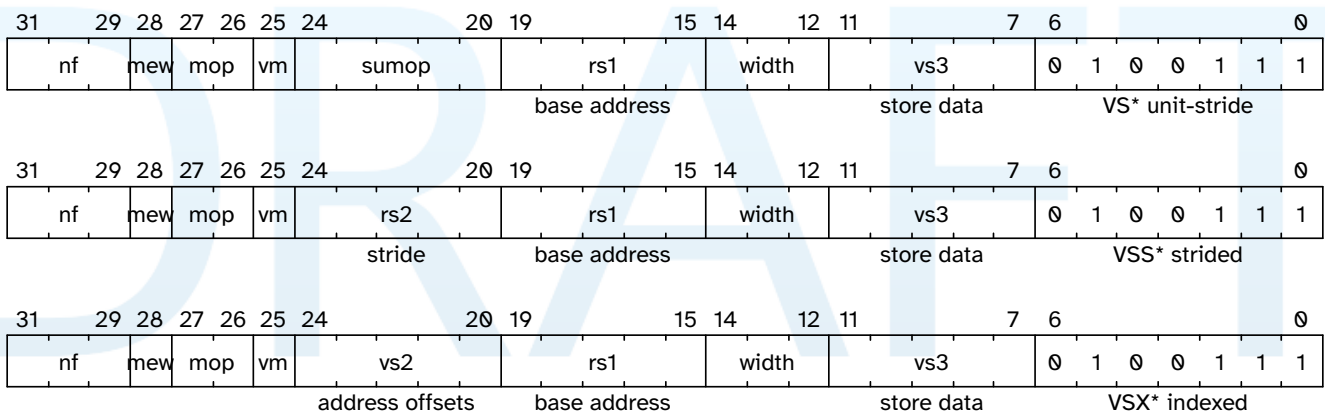 31 29 28 27 26 25 24 20 19 15 14 12 11 7 6 0
nf mew mop vm sumop rs1 width vs3 0 1 0 0 1 1 1
base address store data VS* unit-stride
31 29 28 27 26 25 24 20 19 15 14 12 11 7 6 0
nf mew mop vm rs2 rs1 width vs3 0 1 0 0 1 1 1
stride base address store data VSS* strided
31 29 28 27 26 25 24 20 19 15 14 12 11 7 6 0
nf mew mop vm vs2 rs1 width vs3 0 1 0 0 1 1 1
address offsets base address store data VSX* indexed
DRAFT